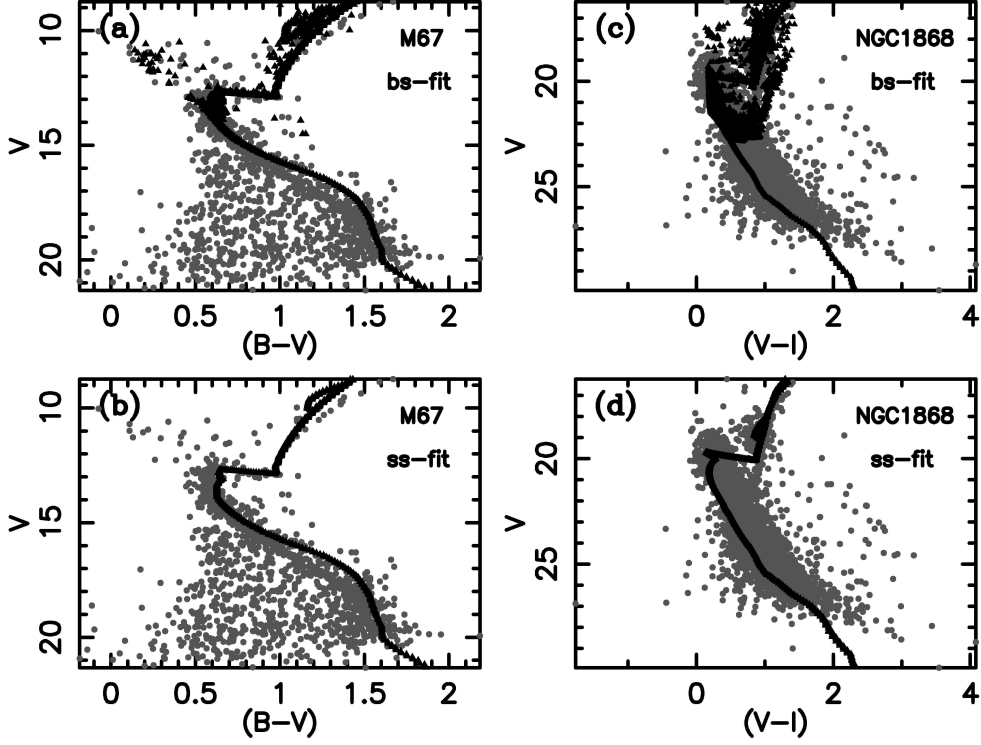 (a)
M67
bs-fit
10
15
20
V
0
0.5
1
1.5
2
(B-V)
(c)
NGC1868
bs-fit
20
25
V
0
2
4
(V-I)
(b)
M67
ss-fit
10
15
20
V
0
0.5
1
1.5
2
(B-V)
(d)
NGC1868
ss-fit
20
25
V
0
2
4
(V-I)